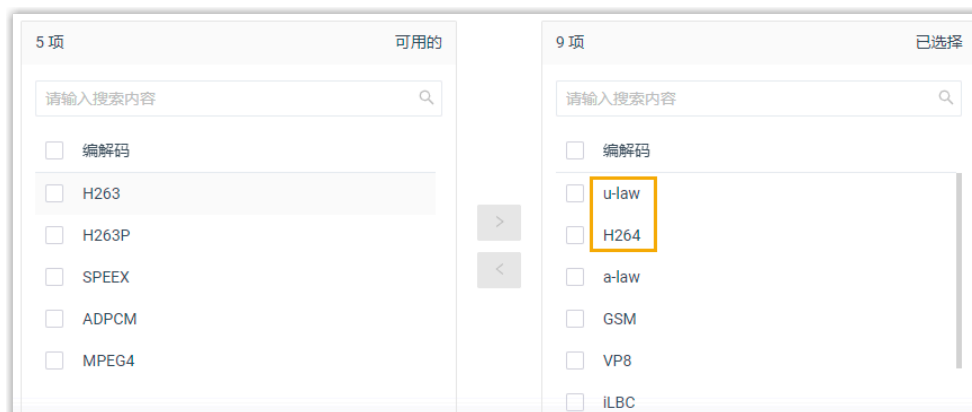 5 项 可用的
请输入搜索内容
编解码
H263
H263P
SPEEX
ADPCM
MPEG4
>
<
9 项 已选择
请输入搜索内容
编解码
u-law
H264
a-law
GSM
VP8
iLBC